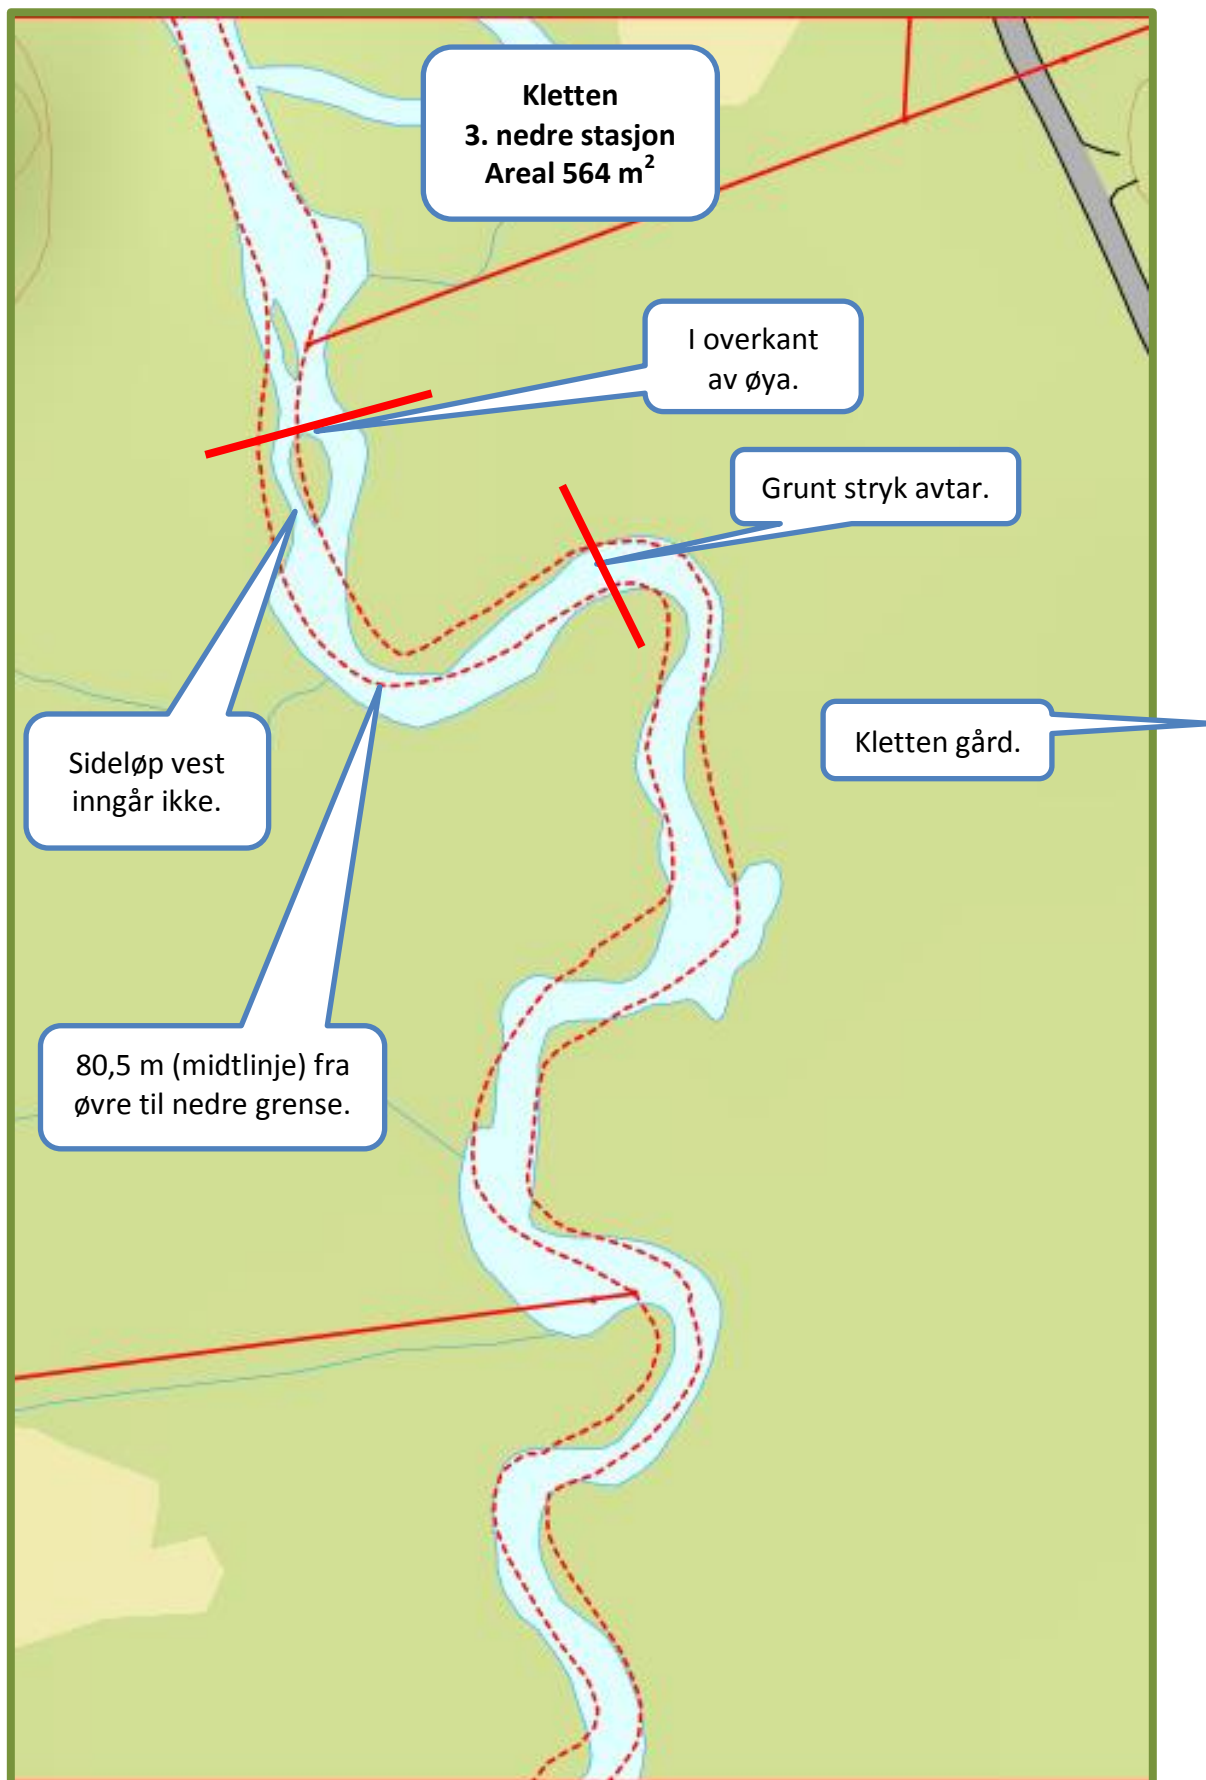 Kletten
3. nedre stasjon
Areal 564 m²
I overkant
av øya.
Grunt stryk avtar.
Sideløp vest
inngår ikke.
Kletten gård.
80,5 m (midtlinje) fra
øvre til nedre grense.